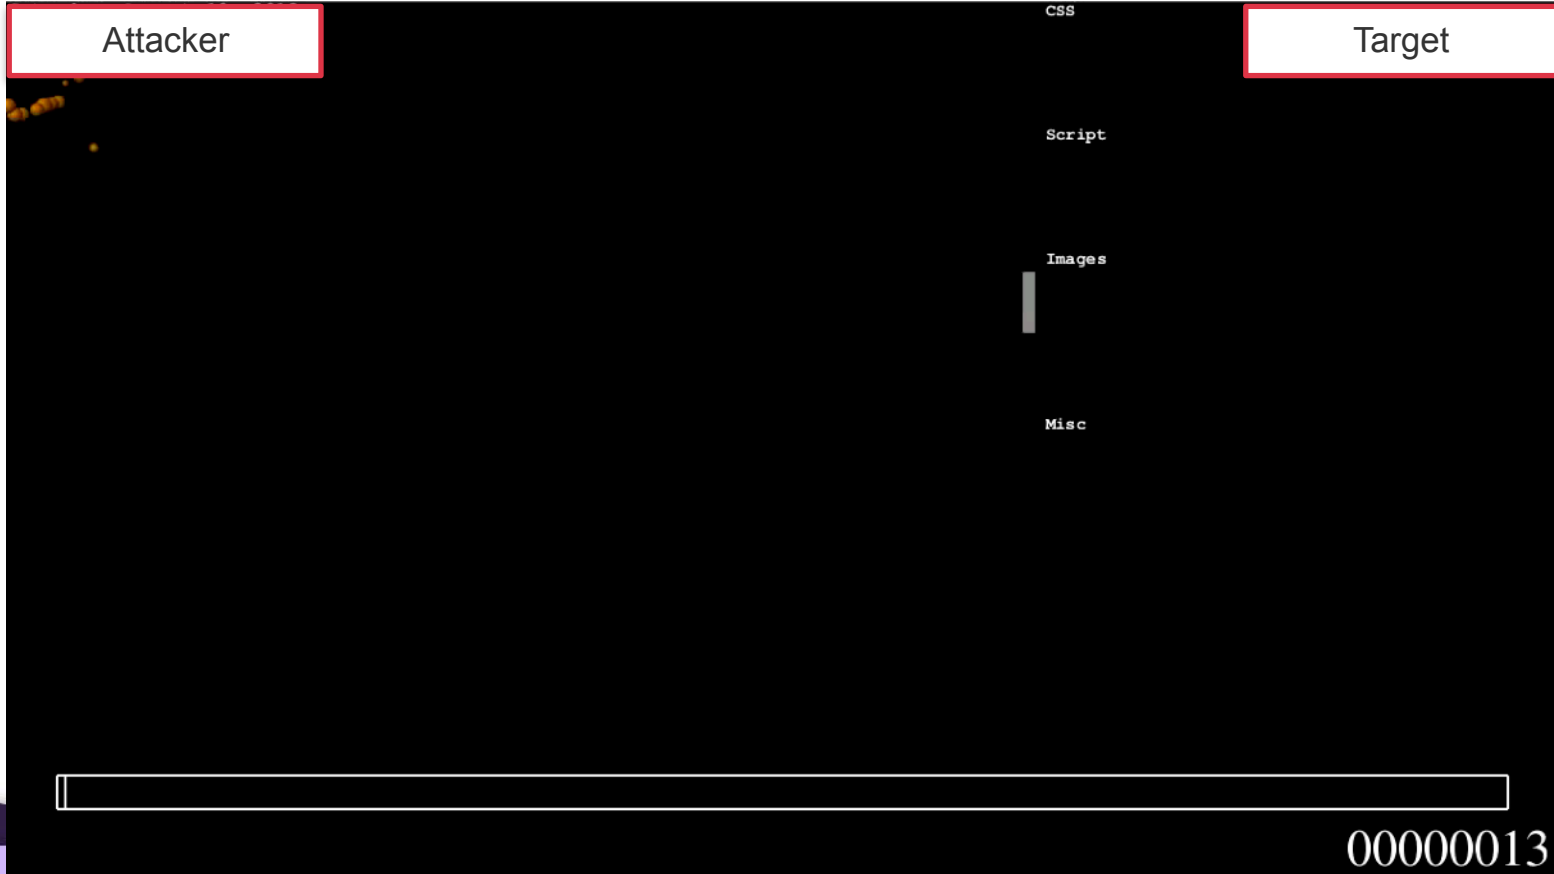 Attacker
CSS
Target
Script
Images
Misc
00000013